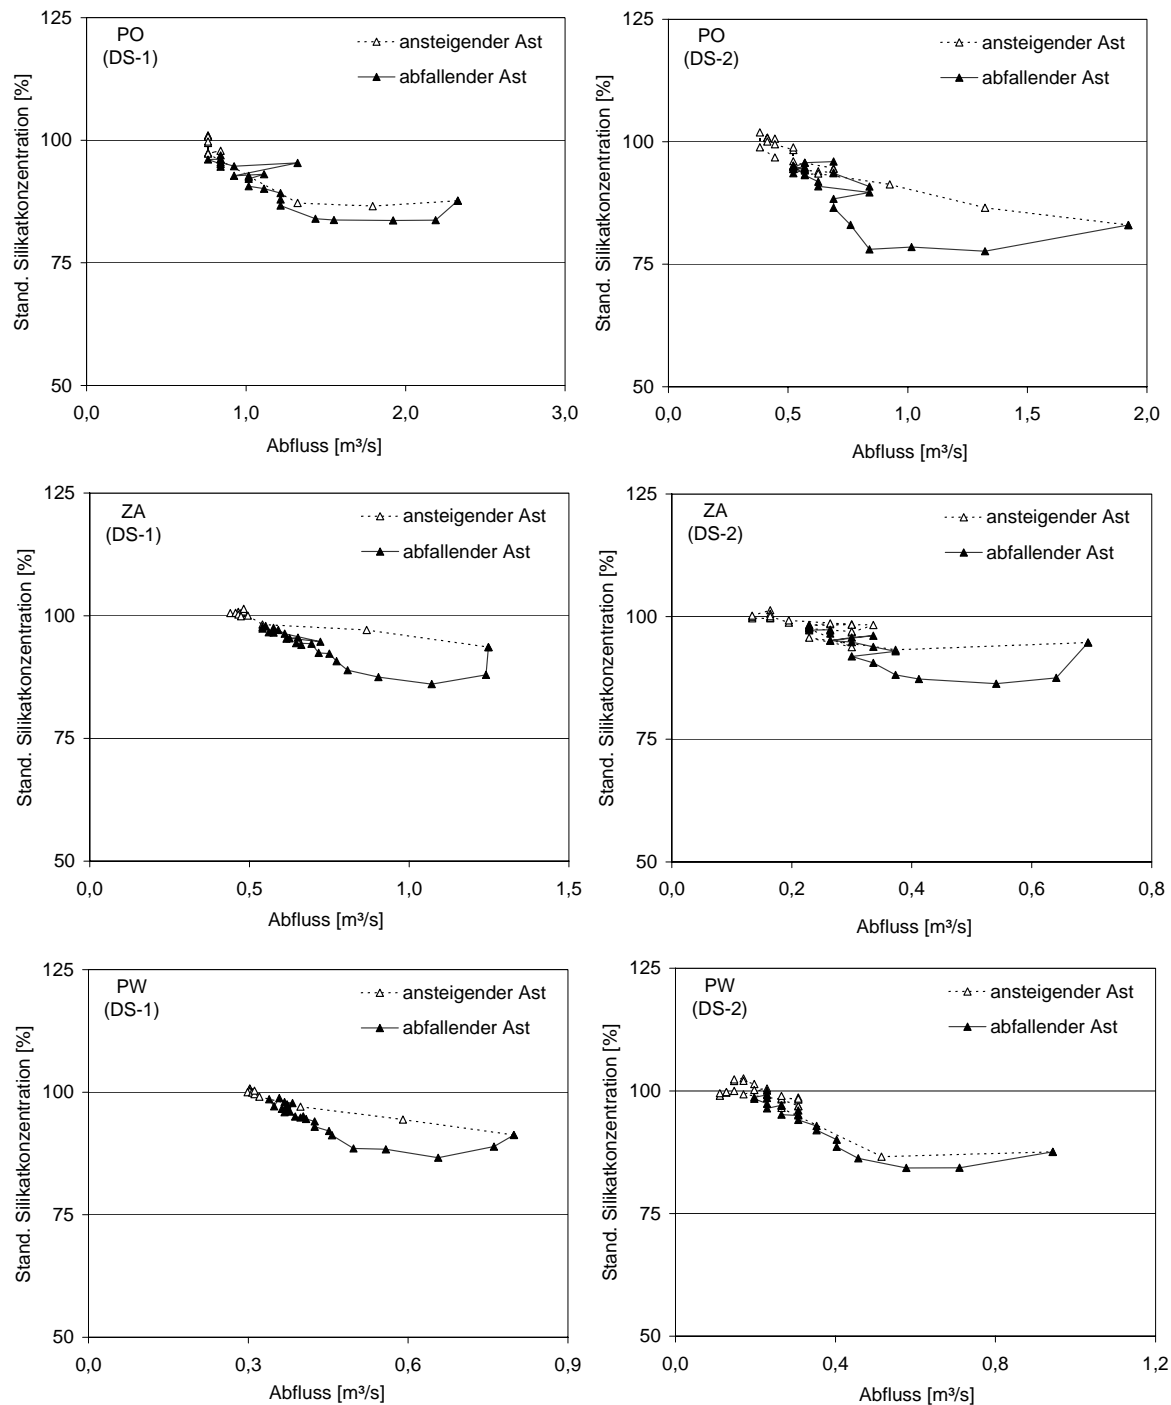 125
100
75
50
Stand. Silikatkonzentration [%]
PO
(DS-1)
ansteigender Ast
abfallender Ast
0,0
1,0
2,0
3,0
Abfluss [m³/s]
125
100
75
50
Stand. Silikatkonzentration [%]
PO
(DS-2)
ansteigender Ast
abfallender Ast
0,0
0,5
1,0
1,5
2,0
Abfluss [m³/s]
125
100
75
50
Stand. Silikatkonzentration [%]
ZA
(DS-1)
ansteigender Ast
abfallender Ast
0,0
0,5
1,0
1,5
Abfluss [m³/s]
125
100
75
50
Stand. Silikatkonzentration [%]
ZA
(DS-2)
ansteigender Ast
abfallender Ast
0,0
0,2
0,4
0,6
0,8
Abfluss [m³/s]
125
100
75
50
Stand. Silikatkonzentration [%]
PW
(DS-1)
ansteigender Ast
abfallender Ast
0,0
0,3
0,6
0,9
Abfluss [m³/s]
125
100
75
50
Stand. Silikatkonzentration [%]
PW
(DS-2)
ansteigender Ast
abfallender Ast
0,0
0,4
0,8
1,2
Abfluss [m³/s]